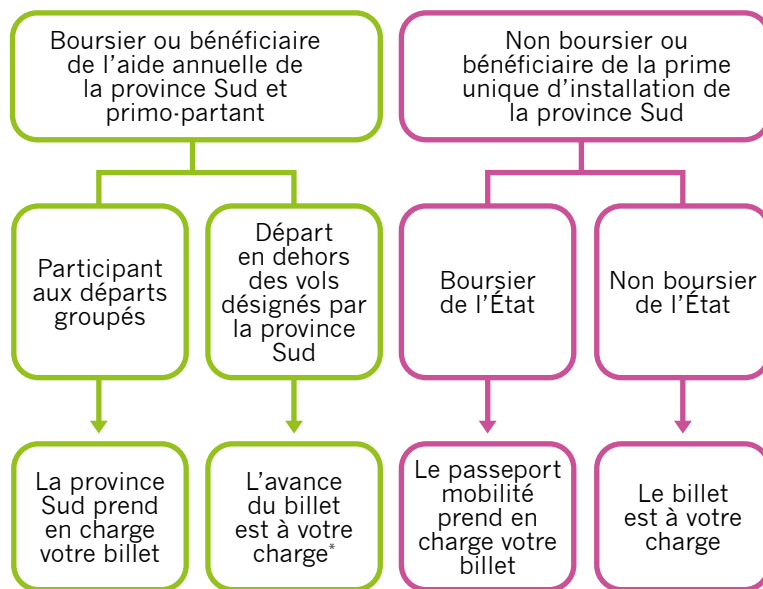 Boursier ou bénéficiaire
de l'aide annuelle de
la province Sud et
primo-partant
Non boursier ou
bénéficiaire de la prime
unique d'installation de
la province Sud
Participant
aux départs
groupés
Départ
en dehors
des vols
désignés par
la province
Sud
Boursier
de l'État
Non boursier
de l'État
La province
Sud prend
en charge
votre billet
L'avance
du billet
est à votre
charge*
Le passeport
mobilité
prend en
charge votre
billet
Le billet
est à votre
charge